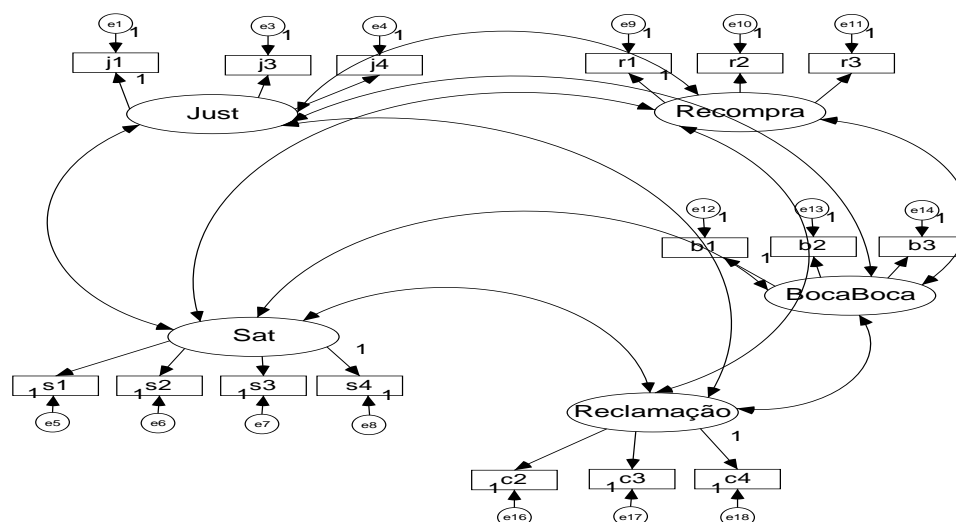 e1 1 e3 1 e4 1 e9 1 e10 1 e11 1
j1 j3 j4 r1 r2 r3
1 1
Just Recompra
e12 1 e13 1 e14 1
b1 b2 b3
1
BocaBoca
Sat
1
s1 s2 s3 s4
1 1 1 1
e5 e6 e7 e8
Reclamação
1
c2 c3 c4
1 1 1
e16 e17 e18